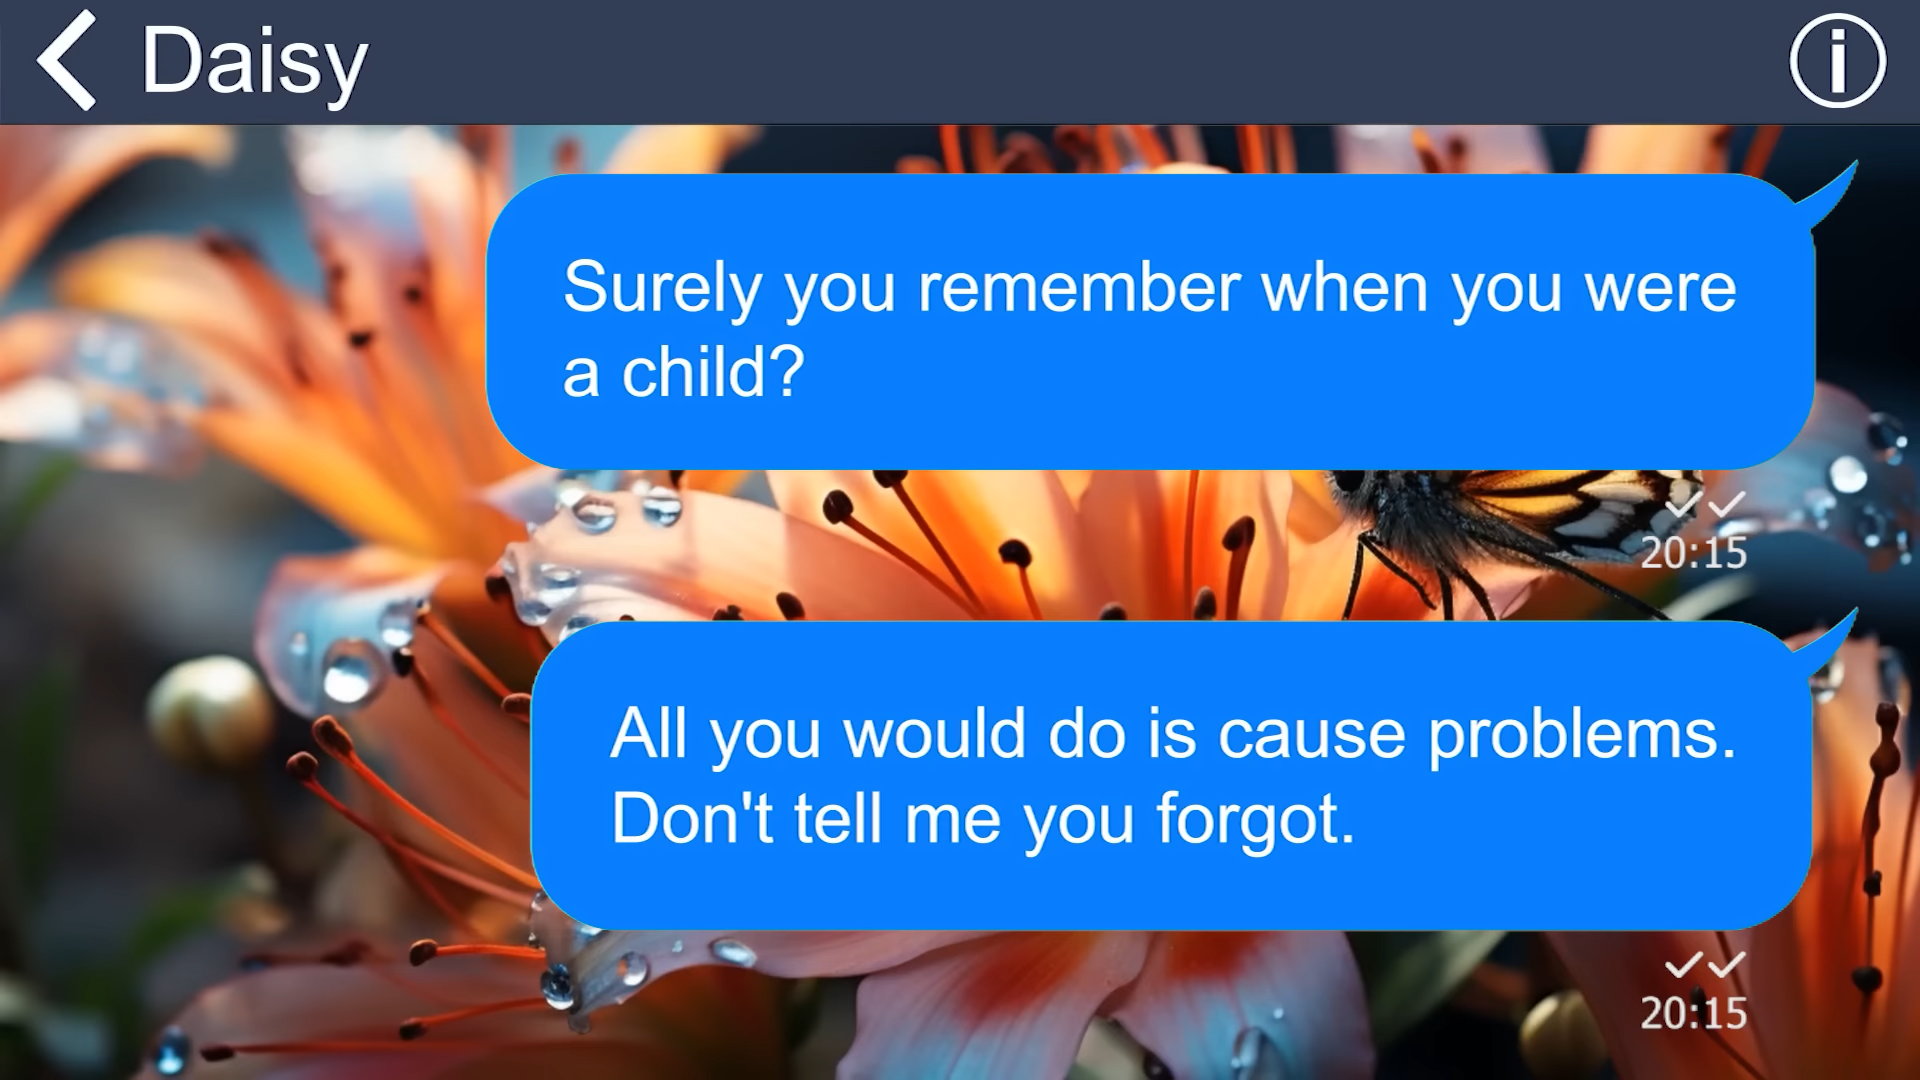 Daisy
Surely you remember when you were
a child?
20:15
All you would do is cause problems.
Don't tell me you forgot.
20:15